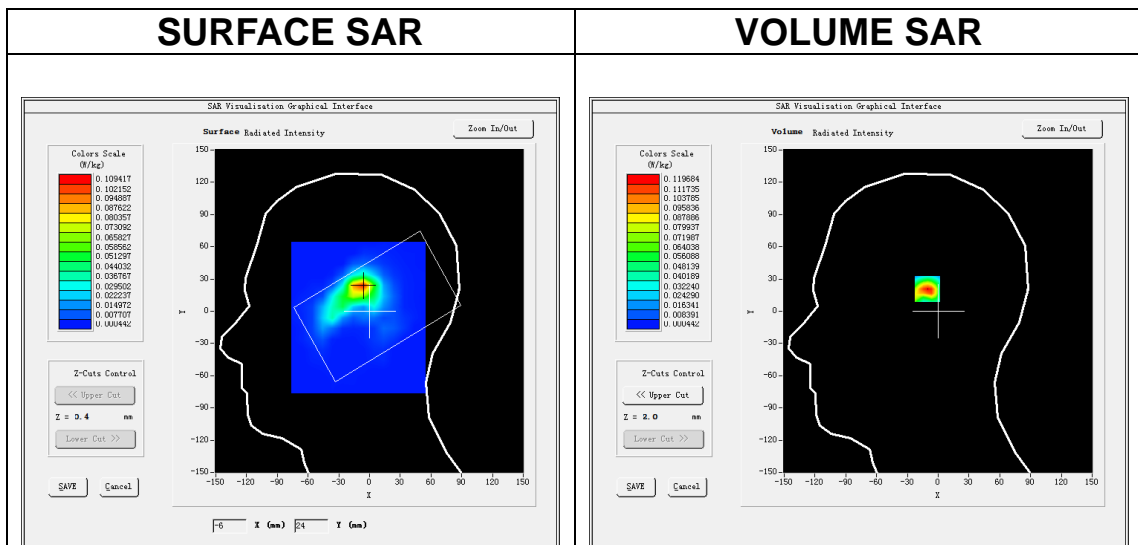 SURFACE SAR
VOLUME SAR
SAR Visualisation Graphical Interface
Surface Radiated Intensity
Zoom In/Out
Colors Scale
(W/kg)
0.109417
0.102152
0.094887
0.087622
0.080357
0.073092
0.065827
0.058562
0.051297
0.044032
0.036767
0.029502
0.022237
0.014972
0.007707
0.000442
Z-Cuts Control
<< Upper Cut
Z = 0.4 mm
Lower Cut >>
SAVE Cancel
150
120
90
60
30
0
-30
-60
-90
-120
-150
Y
-150 -120 -90 -60 -30 0 30 60 90 120 150
X
-6 X (mm) 24 Y (mm)
SAR Visualisation Graphical Interface
Volume Radiated Intensity
Zoom In/Out
Colors Scale
(W/kg)
0.119684
0.111735
0.103785
0.095836
0.087886
0.079937
0.071987
0.064038
0.056088
0.048139
0.040189
0.032240
0.024290
0.016341
0.008391
0.000442
Z-Cuts Control
<< Upper Cut
Z = 2.0 mm
Lower Cut >>
SAVE Cancel
150
120
90
60
30
0
-30
-60
-90
-120
-150
Y
-150 -120 -90 -60 -30 0 30 60 90 120 150
X